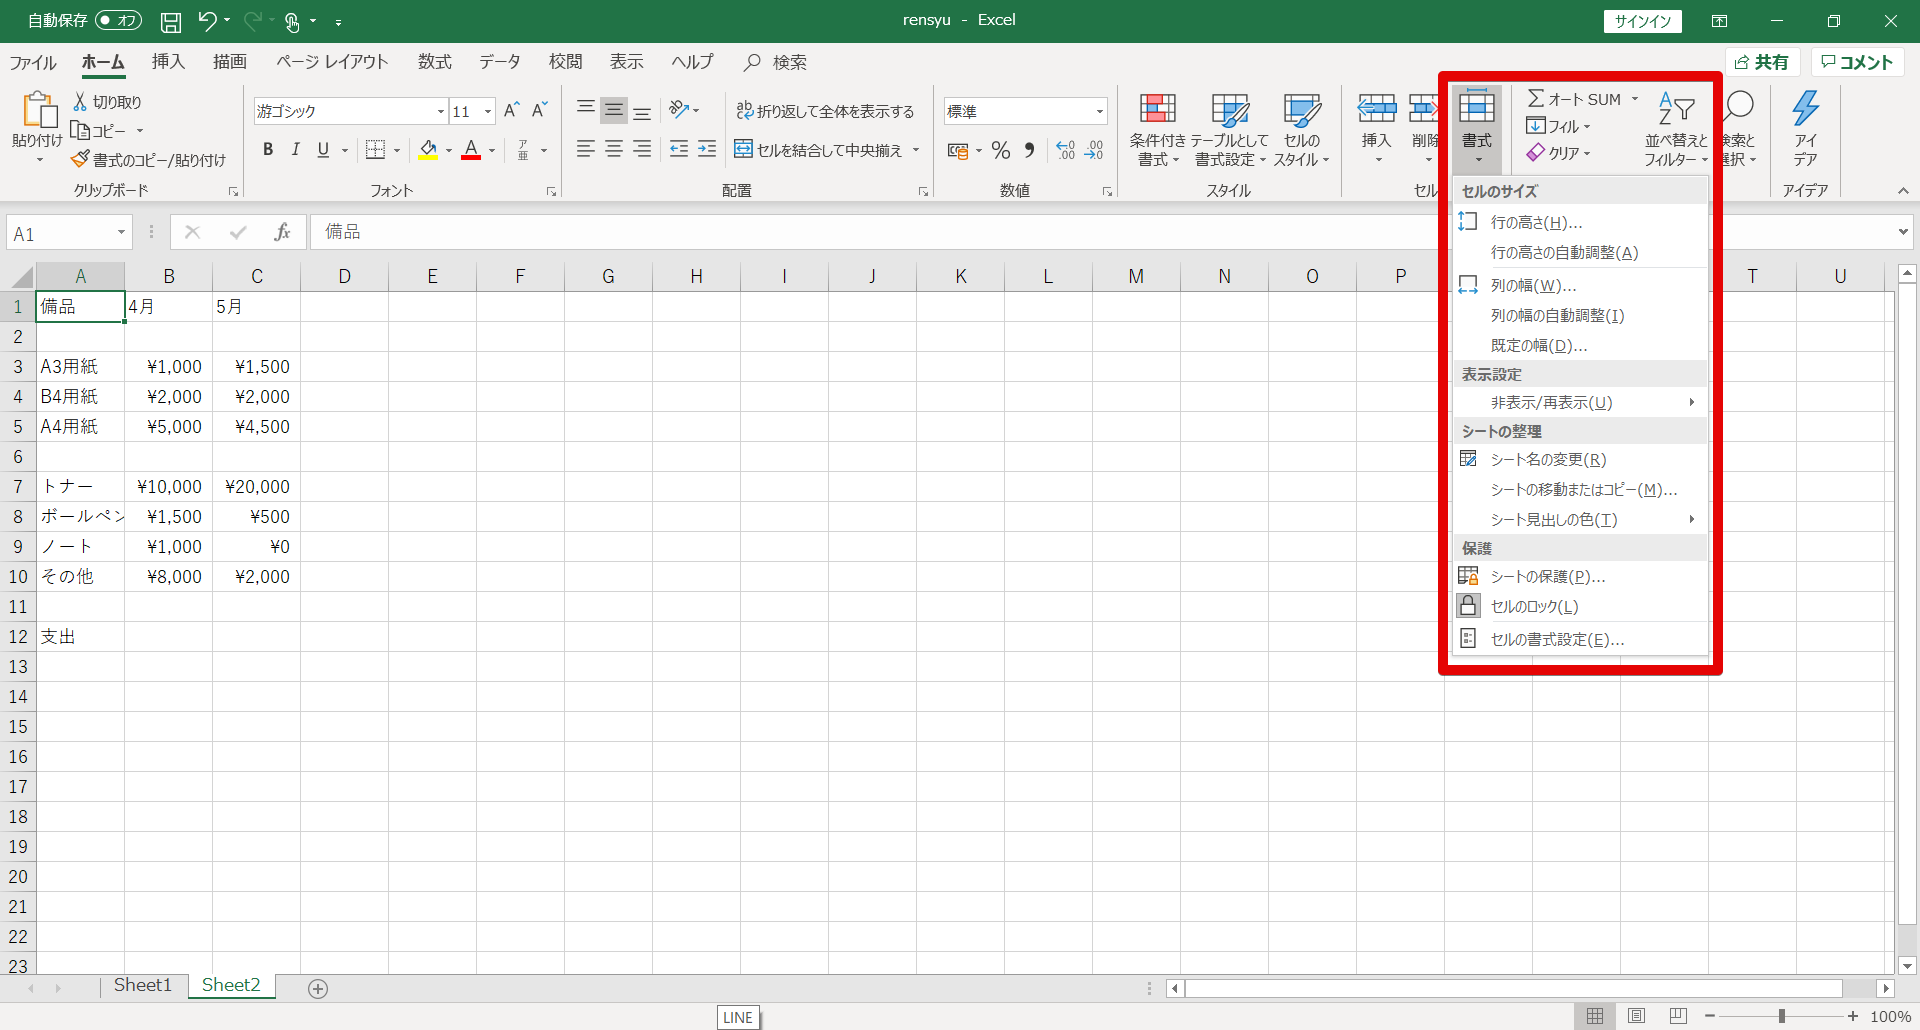 自動保存 オフ
rensyu - Excel
サインイン
ファイル ホーム 挿入 描画 ページ レイアウト 数式 データ 校閲 表示 ヘルプ 検索
共有 コメント
貼り付け
切り取り
コピー
書式のコピー/貼り付け
クリップボード
游ゴシック 11
B I U
フォント
折り返して全体を表示する
セルを結合して中央揃え
配置
標準
数値
条件付き
書式
テーブルとして
書式設定
セルの
スタイル
スタイル
挿入
削除
書式
セル
オート SUM
フィル
クリア
並べ替えと
フィルター
検索と
選択
アイ
デア
アイデア
A1 fx 備品
A B C D E F G H I J K L M N O P T U
1 備品 4月 5月
2
3 A3用紙 ¥1,000 ¥1,500
4 B4用紙 ¥2,000 ¥2,000
5 A4用紙 ¥5,000 ¥4,500
6
7 トナー ¥10,000 ¥20,000
8 ボールペン ¥1,500 ¥500
9 ノート ¥1,000 ¥0
10 その他 ¥8,000 ¥2,000
11
12 支出
13
14
15
16
17
18
19
20
21
22
23
セルのサイズ
行の高さ(H)...
行の高さの自動調整(A)
列の幅(W)...
列の幅の自動調整(I)
既定の幅(D)...
表示設定
非表示/再表示(U)
シートの整理
シート名の変更(R)
シートの移動またはコピー(M)...
シート見出しの色(T)
保護
シートの保護(P)...
セルのロック(L)
セルの書式設定(E)...
Sheet1 Sheet2
LINE
100%